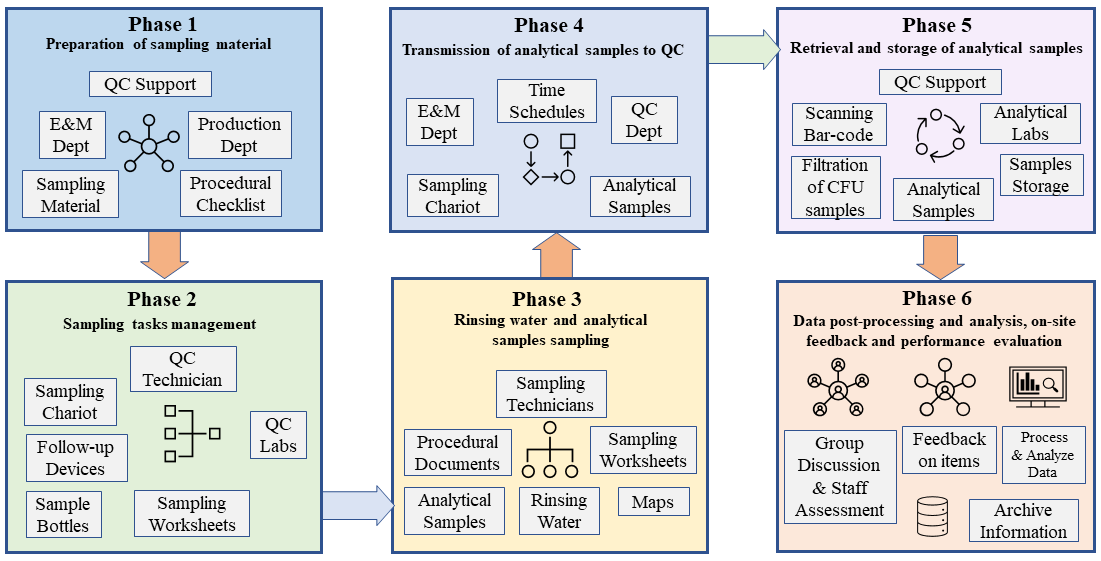 Phase 1
Preparation of sampling material
QC Support
E&M
Dept
Production
Dept
Sampling
Material
Procedural
Checklist
Phase 2
Sampling tasks management
QC
Technician
Sampling
Chariot
QC
Labs
Follow-up
Devices
Sample
Bottles
Sampling
Worksheets
Phase 3
Rinsing water and analytical
samples sampling
Sampling
Technicians
Procedural
Documents
Sampling
Worksheets
Analytical
Samples
Rinsing
Water
Maps
Phase 4
Transmission of analytical samples to QC
Time
Schedules
E&M
Dept
QC
Dept
Sampling
Chariot
Analytical
Samples
Phase 5
Retrieval and storage of analytical samples
QC Support
Scanning
Bar-code
Analytical
Labs
Filtration
of CFU
samples
Analytical
Samples
Samples
Storage
Phase 6
Data post-processing and analysis, on-site
feedback and performance evaluation
Group
Discussion
& Staff
Assessment
Feedback
on items
Process
& Analyze
Data
Archive
Information